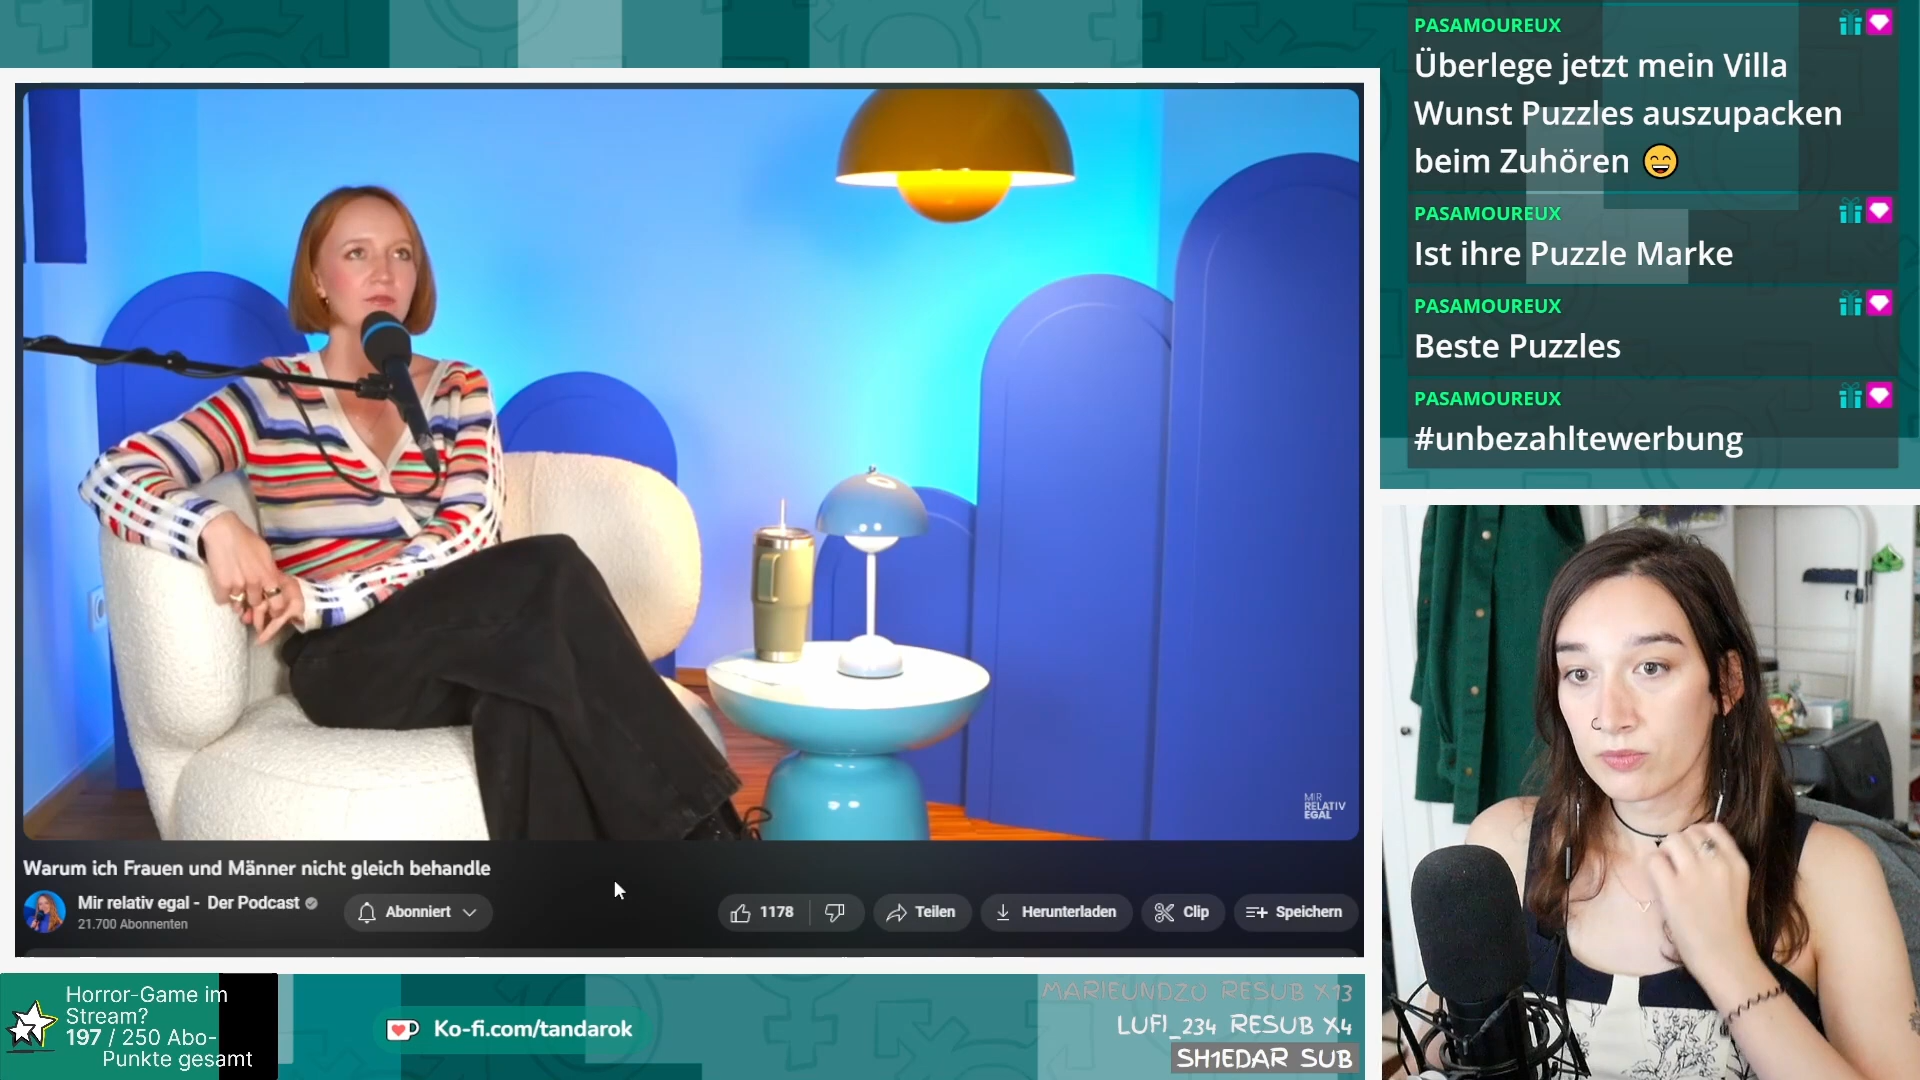 PASAMOUREUX
Überlege jetzt mein Villa
Wunst Puzzles auszupacken
beim Zuhören 😄
PASAMOUREUX
Ist ihre Puzzle Marke
PASAMOUREUX
Beste Puzzles
PASAMOUREUX
#unbezahltewerbung
MIR
RELATIV
EGAL
Warum ich Frauen und Männer nicht gleich behandle
Mir relativ egal - Der Podcast
21.700 Abonnenten
Abonniert
1178
Teilen
Herunterladen
Clip
Speichern
Horror-Game im
Stream?
197 / 250 Abo-
Punkte gesamt
Ko-fi.com/tandarok
MARIEUNDZU RESUB X13
LUFI_234 RESUB X4
SH1EDAR SUB